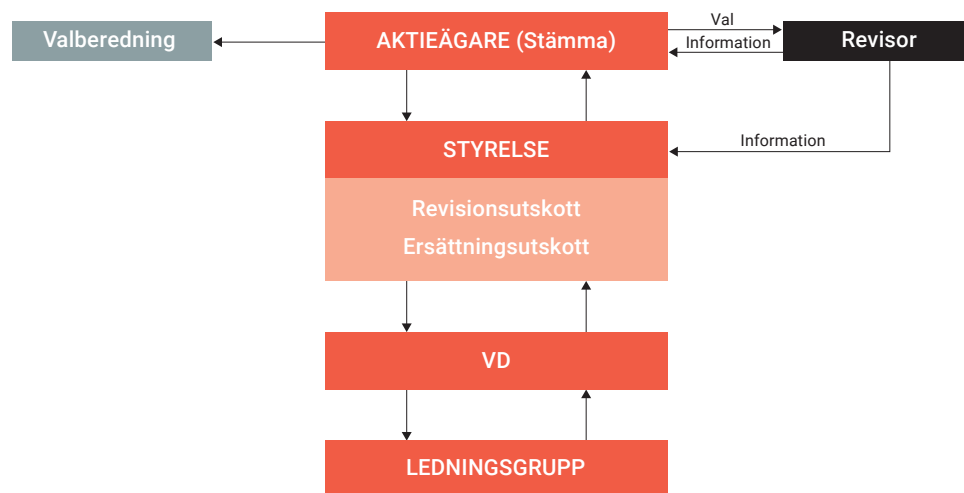 Valberedning
AKTIEÄGARE (Stämma)
Val
Information
Revisor
STYRELSE
Information
Revisionsutskott
Ersättningsutskott
VD
LEDNINGSGRUPP